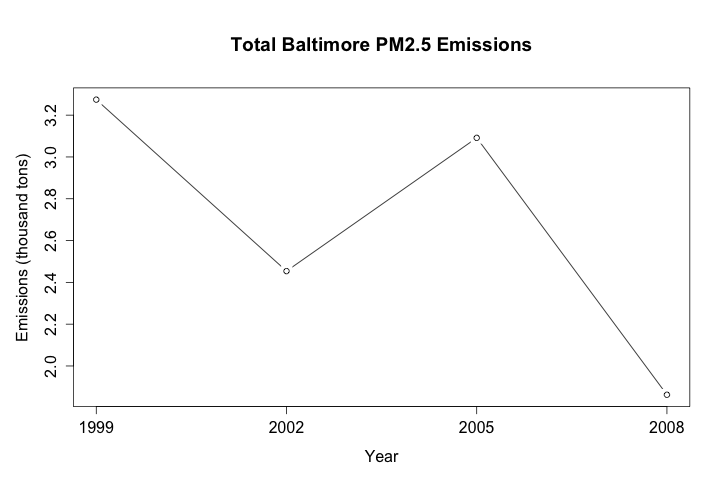 Total Baltimore PM2.5 Emissions
Emissions (thousand tons)
3.2
3.0
2.8
2.6
2.4
2.2
2.0
1999 2002 2005 2008
Year